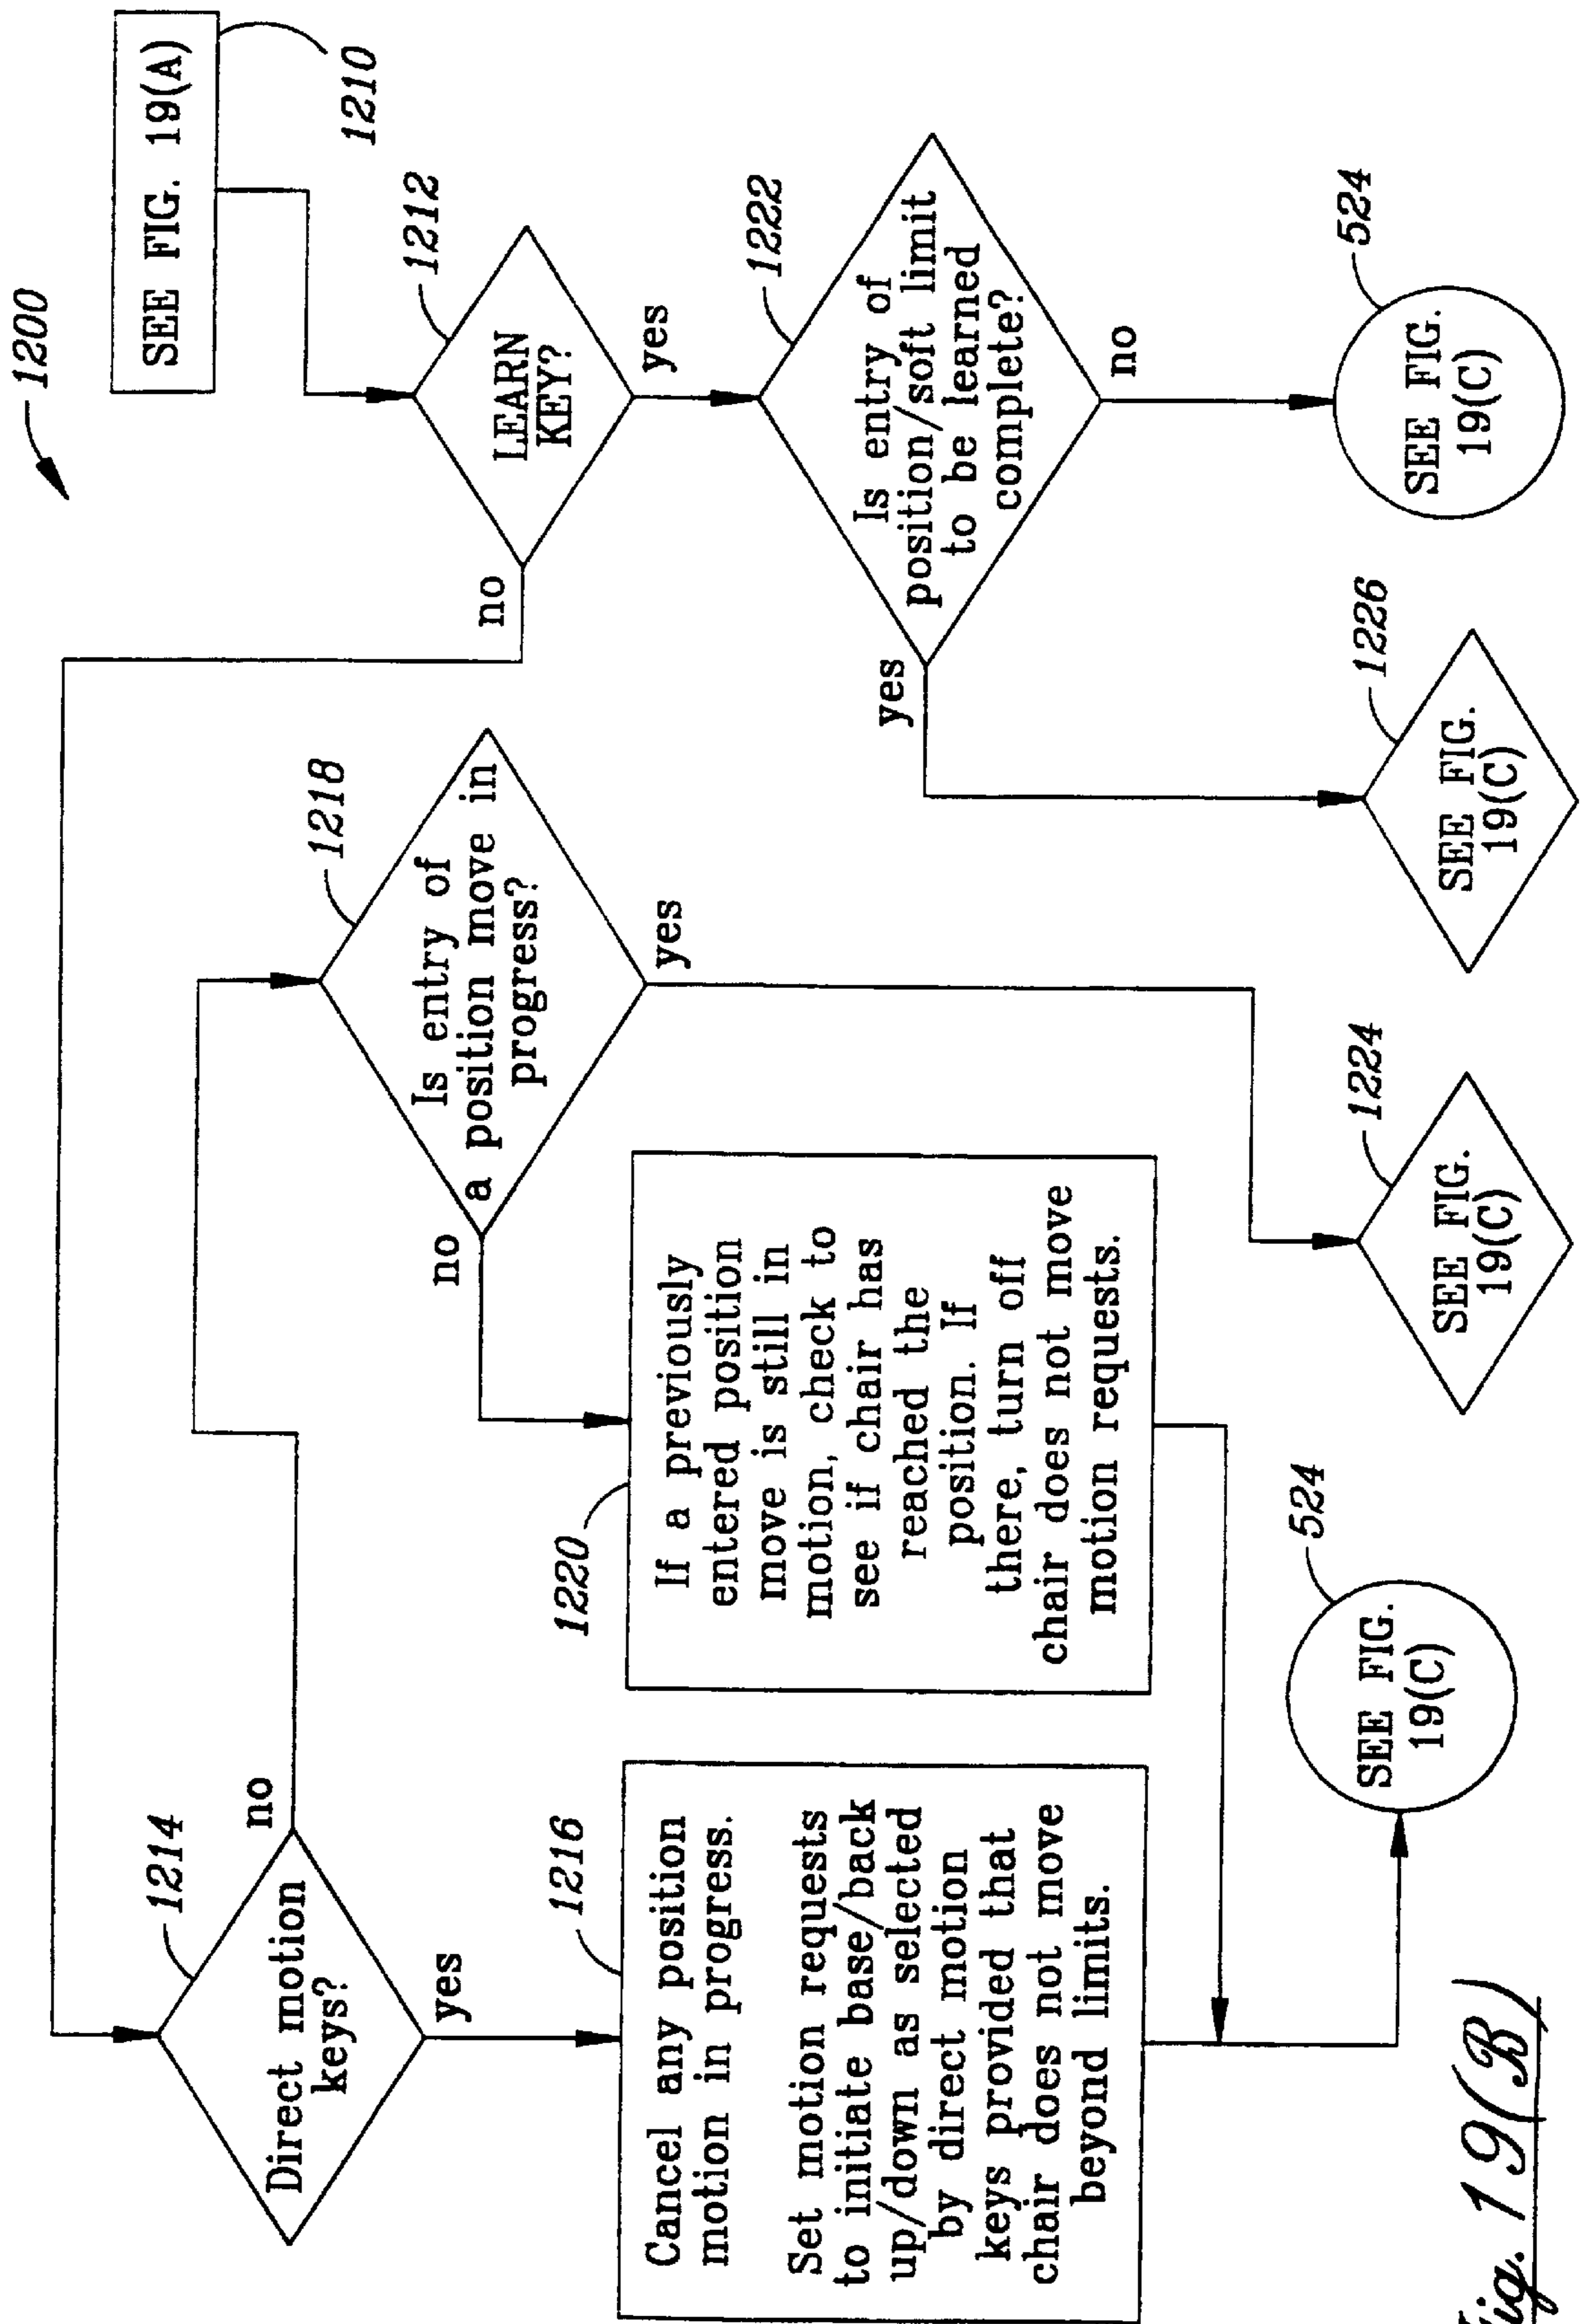 1200
SEE FIG. 19(A)
1210
LEARN
KEY?
1212
no
yes
Direct motion
keys?
1214
no
yes
Is entry of
a position move in
progress?
1218
no
yes
Is entry of
position/soft limit
to be learned
complete?
1222
yes
no
Cancel any position
motion in progress.
Set motion requests
to initiate base/back
up/down as selected
by direct motion
keys provided that
chair does not move
beyond limits.
1216
If a previously
entered position
move is still in
motion, check to
see if chair has
reached the
position. If
there, turn off
chair does not move
motion requests.
1220
SEE FIG.
19(C)
524
SEE FIG.
19(C)
1224
SEE FIG.
19(C)
1226
SEE FIG.
19(C)
524
Fig. 19(B)